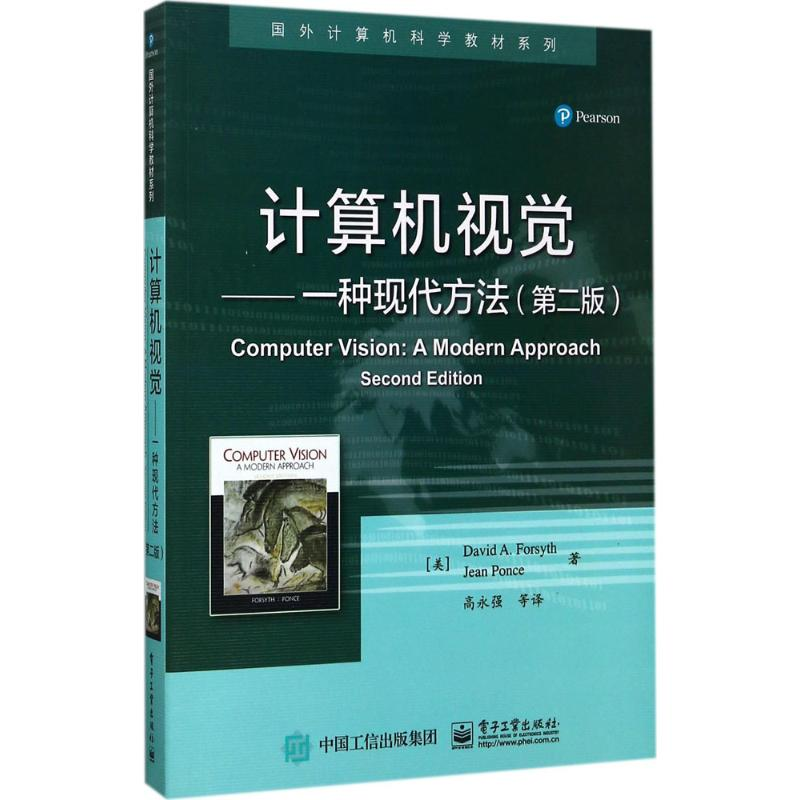 国外计算机科学教材系列
Pearson
计算机视觉
——一种现代方法(第二版)
Computer Vision: A Modern Approach
Second Edition
COMPUTER VISION
A MODERN APPROACH
FORSYTH | PONCE
[美] David A. Forsyth
Jean Ponce 著
高永强 等译
中国工信出版集团
电子工业出版社
PUBLISHING HOUSE OF ELECTRONICS INDUSTRY
http://www.phei.com.cn
国外计算机科学教材系列
计算机视觉——一种现代方法(第二版)
电子工业出版社